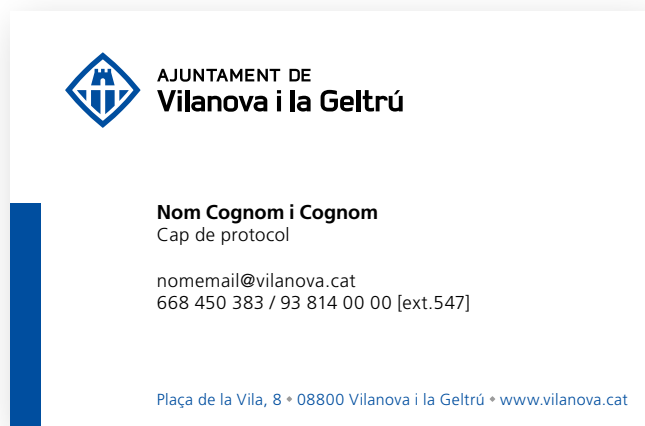 AJUNTAMENT DE
Vilanova i la Geltrú
Nom Cognom i Cognom
Cap de protocol
nomemail@vilanova.cat
668 450 383 / 93 814 00 00 [ext.547]
Plaça de la Vila, 8 • 08800 Vilanova i la Geltrú • www.vilanova.cat